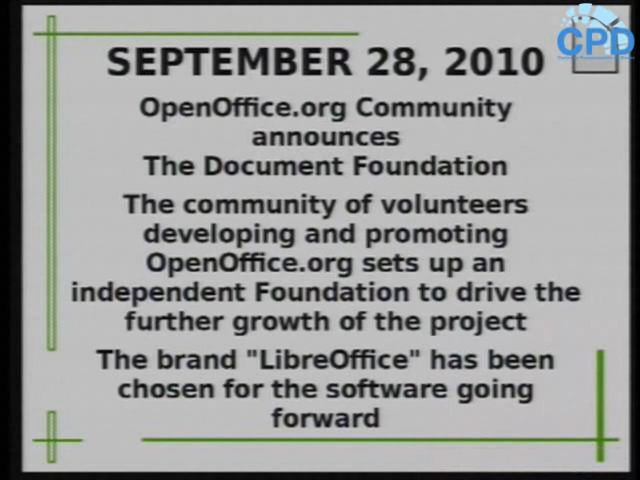 CPD
SEPTEMBER 28, 2010
OpenOffice.org Community
announces
The Document Foundation
The community of volunteers
developing and promoting
OpenOffice.org sets up an
independent Foundation to drive the
further growth of the project
The brand "LibreOffice" has been
chosen for the software going
forward